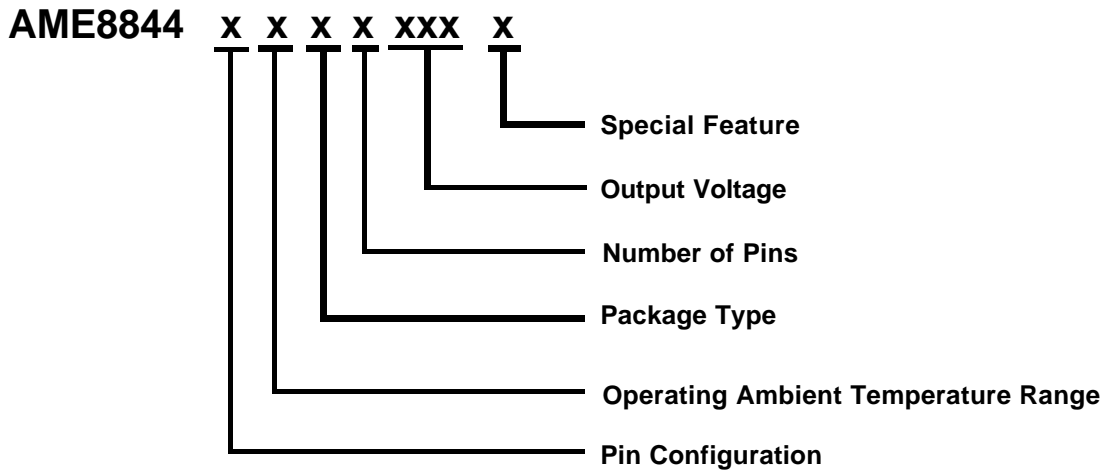 AME8844 x x x x xxx x
Special Feature
Output Voltage
Number of Pins
Package Type
Operating Ambient Temperature Range
Pin Configuration